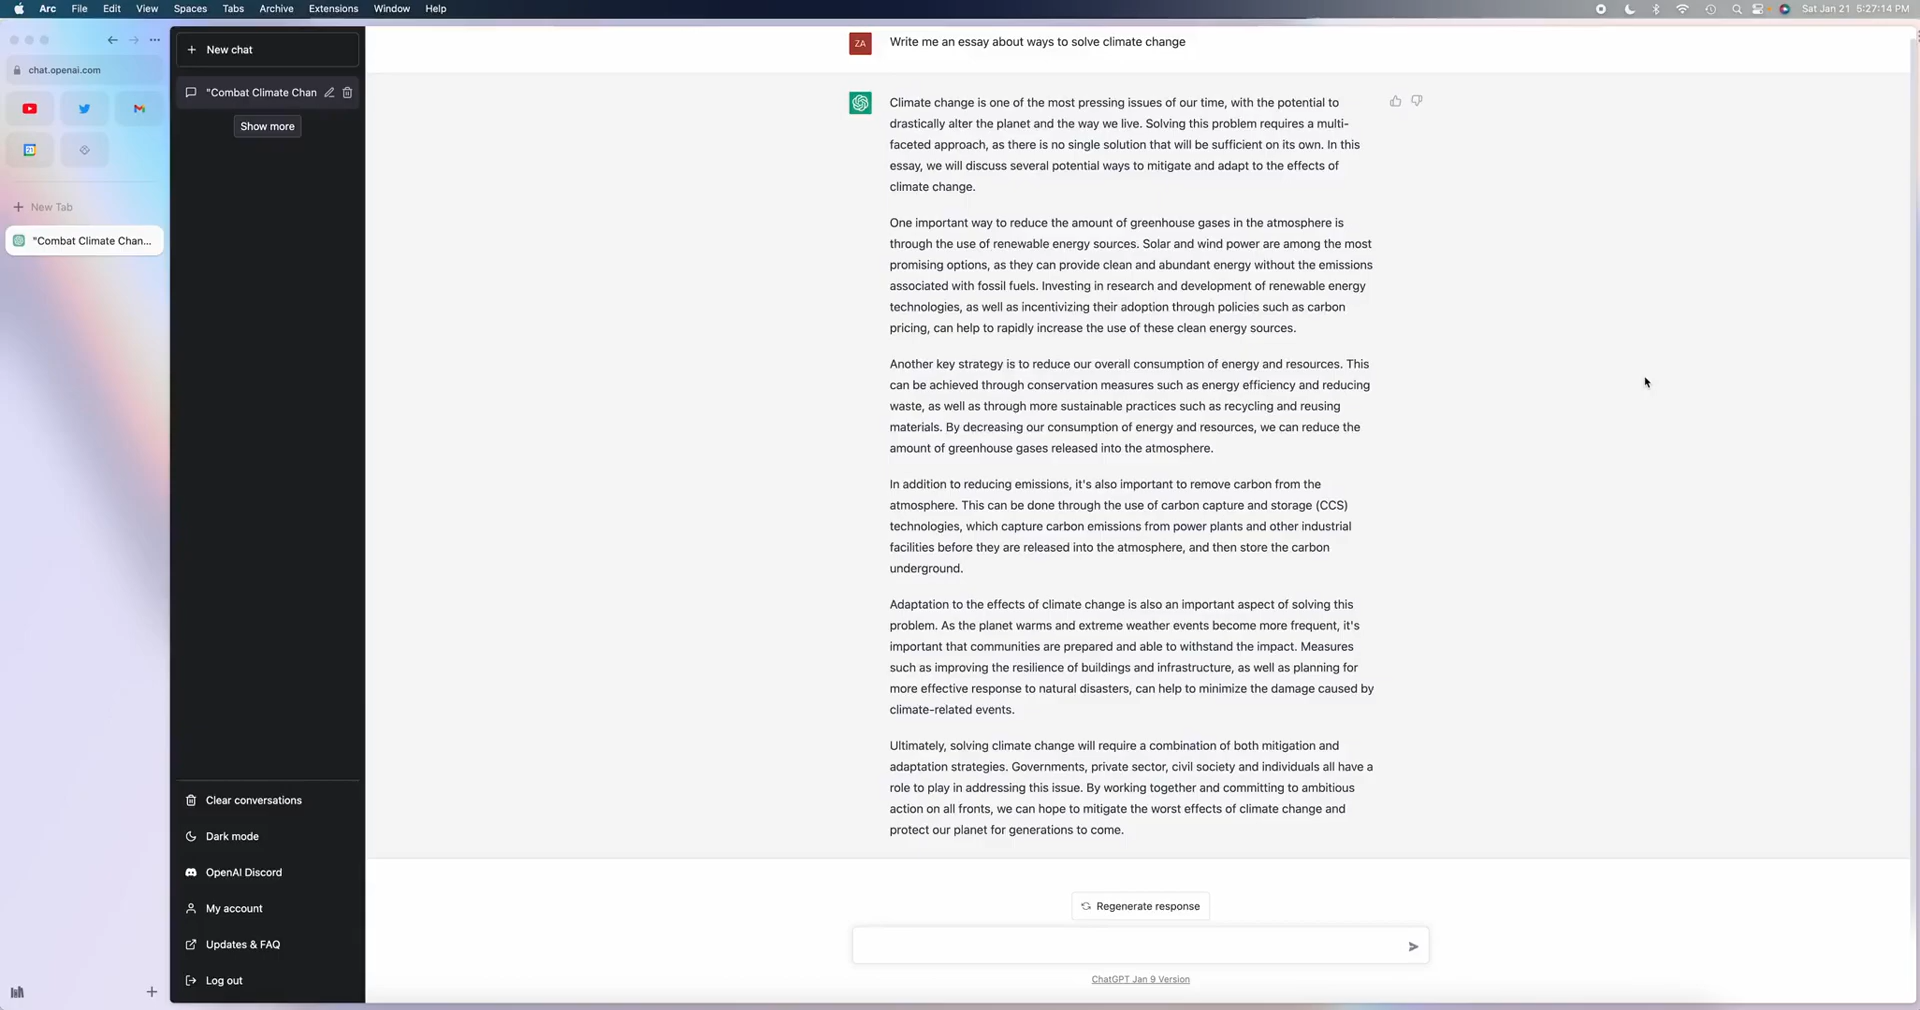 Arc File Edit View Spaces Tabs Archive Extensions Window Help Sat Jan 21 5:27:14 PM
chat.openai.com
New Tab
"Combat Climate Chan...
New chat
"Combat Climate Chan
Show more
Clear conversations
Dark mode
OpenAI Discord
My account
Updates & FAQ
Log out
ZA
Write me an essay about ways to solve climate change
Climate change is one of the most pressing issues of our time, with the potential to
drastically alter the planet and the way we live. Solving this problem requires a multi-
faceted approach, as there is no single solution that will be sufficient on its own. In this
essay, we will discuss several potential ways to mitigate and adapt to the effects of
climate change.
One important way to reduce the amount of greenhouse gases in the atmosphere is
through the use of renewable energy sources. Solar and wind power are among the most
promising options, as they can provide clean and abundant energy without the emissions
associated with fossil fuels. Investing in research and development of renewable energy
technologies, as well as incentivizing their adoption through policies such as carbon
pricing, can help to rapidly increase the use of these clean energy sources.
Another key strategy is to reduce our overall consumption of energy and resources. This
can be achieved through conservation measures such as energy efficiency and reducing
waste, as well as through more sustainable practices such as recycling and reusing
materials. By decreasing our consumption of energy and resources, we can reduce the
amount of greenhouse gases released into the atmosphere.
In addition to reducing emissions, it's also important to remove carbon from the
atmosphere. This can be done through the use of carbon capture and storage (CCS)
technologies, which capture carbon emissions from power plants and other industrial
facilities before they are released into the atmosphere, and then store the carbon
underground.
Adaptation to the effects of climate change is also an important aspect of solving this
problem. As the planet warms and extreme weather events become more frequent, it's
important that communities are prepared and able to withstand the impact. Measures
such as improving the resilience of buildings and infrastructure, as well as planning for
more effective response to natural disasters, can help to minimize the damage caused by
climate-related events.
Ultimately, solving climate change will require a combination of both mitigation and
adaptation strategies. Governments, private sector, civil society and individuals all have a
role to play in addressing this issue. By working together and committing to ambitious
action on all fronts, we can hope to mitigate the worst effects of climate change and
protect our planet for generations to come.
Regenerate response
ChatGPT Jan 9 Version